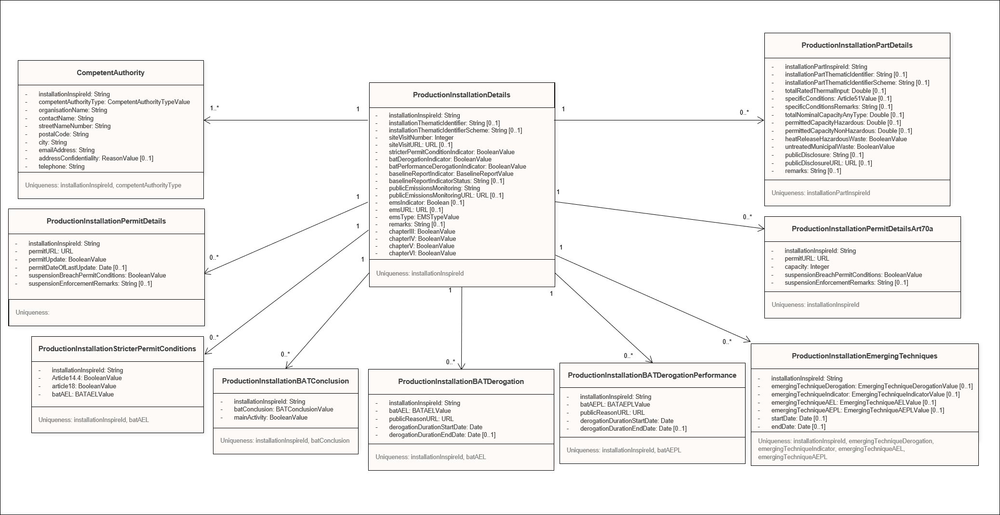 CompetentAuthority
- installationInspireId: String
- competentAuthorityType: CompetentAuthorityTypeValue
- organisationName: String
- contactName: String
- streetNameNumber: String
- postalCode: String
- city: String
- emailAddress: String
- addressConfidentiality: ReasonValue [0..1]
- telephone: String
Uniqueness: installationInspireId, competentAuthorityType
1..*
1
ProductionInstallationDetails
- installationInspireId: String
- installationThematicIdentifier: String [0..1]
- installationThematicIdentifierScheme: String [0..1]
- siteVisitNumber: Integer
- siteVisitURL: URL [0..1]
- stricterPermitConditionIndicator: BooleanValue
- batDerogationIndicator: BooleanValue
- batPerformanceDerogationIndicator: BooleanValue
- baselineReportIndicator: BaselineReportValue
- baselineReportIndicatorStatus: String [0..1]
- publicEmissionsMonitoring: String
- publicEmissionsMonitoringURL: URL [0..1]
- emsIndicator: Boolean [0..1]
- emsURL: URL [0..1]
- emsType: EMSTypeValue
- remarks: String [0..1]
- chapterIII: BooleanValue
- chapterIV: BooleanValue
- chapterV: BooleanValue
- chapterVI: BooleanValue
Uniqueness: installationInspireId
1
0..*
ProductionInstallationPartDetails
- installationPartInspireId: String
- installationPartThematicIdentifier: String [0..1]
- installationPartThematicIdentifierScheme: String [0..1]
- totalRatedThermalInput: Double [0..1]
- specificConditions: Article51Value [0..1]
- specificConditionsRemarks: String [0..1]
- totalNominalCapacityAnyType: Double [0..1]
- permittedCapacityHazardous: Double [0..1]
- permittedCapacityNonHazardous: Double [0..1]
- heatReleaseHazardousWaste: BooleanValue
- untreatedMunicipalWaste: BooleanValue
- publicDisclosure: String [0..1]
- publicDisclosureURL: URL [0..1]
- remarks: String [0..1]
Uniqueness: installationPartInspireId
1
0..*
ProductionInstallationPermitDetails
- installationInspireId: String
- permitURL: URL
- permitUpdate: BooleanValue
- permitDateOfLastUpdate: Date [0..1]
- suspensionBreachPermitConditions: BooleanValue
- suspensionEnforcementRemarks: String [0..1]
Uniqueness:
1
0..*
ProductionInstallationPermitDetailsArt70a
- installationInspireId: String
- permitURL: URL
- capacity: Integer
- suspensionBreachPermitConditions: BooleanValue
- suspensionEnforcementRemarks: String [0..1]
Uniqueness: installationInspireId
1
0..*
ProductionInstallationStricterPermitConditions
- installationInspireId: String
- Article14.4: BooleanValue
- article18: BooleanValue
- batAEL: BATAELValue
Uniqueness: installationInspireId, batAEL
1
0..*
ProductionInstallationBATConclusion
- installationInspireId: String
- batConclusion: BATConclusionValue
- mainActivity: BooleanValue
Uniqueness: installationInspireId, batConclusion
1
0..*
ProductionInstallationBATDerogation
- installationInspireId: String
- batAEL: BATAELValue
- publicReasonURL: URL
- derogationDurationStartDate: Date
- derogationDurationEndDate: Date [0..1]
Uniqueness: installationInspireId, batAEL
1
0..*
ProductionInstallationBATDerogationPerformance
- installationInspireId: String
- batAEPL: BATAEPLValue
- publicReasonURL: URL
- derogationDurationStartDate: Date
- derogationDurationEndDate: Date [0..1]
Uniqueness: installationInspireId, batAEPL
1
0..*
ProductionInstallationEmergingTechniques
- installationInspireId: String
- emergingTechniqueDerogation: EmergingTechniqueDerogationValue [0..1]
- emergingTechniqueIndicator: EmergingTechniqueIndicatorValue [0..1]
- emergingTechniqueAEL: EmergingTechniqueAELValue [0..1]
- emergingTechniqueAEPL: EmergingTechniqueAEPLValue [0..1]
- startDate: Date [0..1]
- endDate: Date [0..1]
Uniqueness: installationInspireId, emergingTechniqueDerogation,
emergingTechniqueIndicator, emergingTechniqueAEL,
emergingTechniqueAEPL